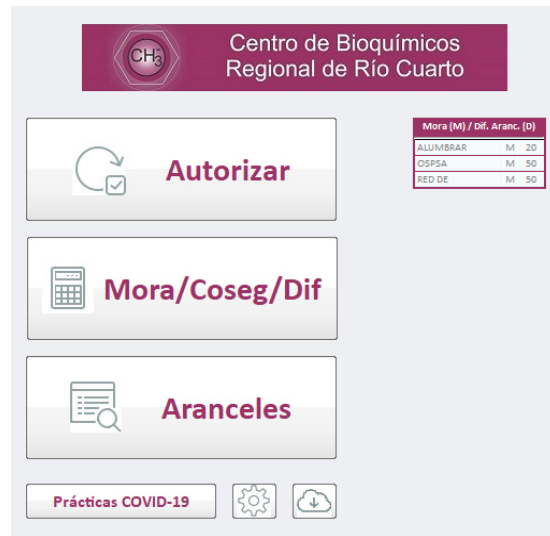 CH3
Centro de Bioquímicos
Regional de Río Cuarto
Autorizar
Mora/Coseg/Dif
Aranceles
Prácticas COVID-19
Mora (M) / Dif. Aranc. (D)
ALUMBRAR M 20
OSPSA M 50
RED DE M 50